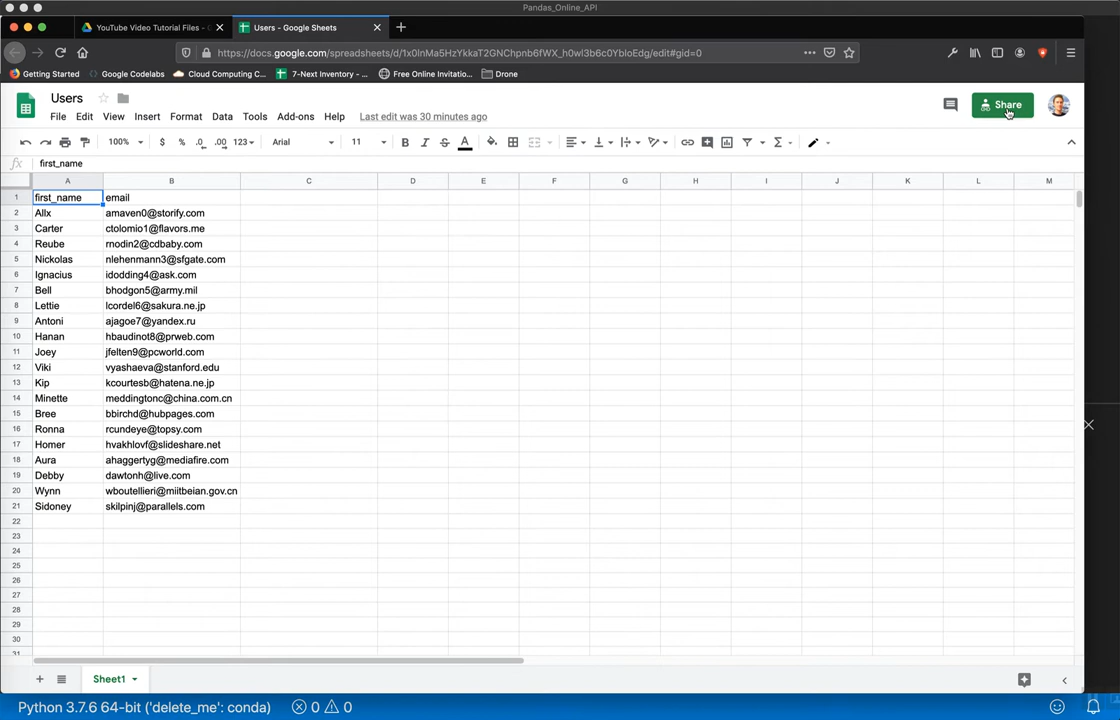 Pandas_Online_API
YouTube Video Tutorial Files -
Users - Google Sheets
https://docs.google.com/spreadsheets/d/1x0lnMa5HzYkkaT2GNChpnb6fWX_h0wl3b6c0YbloEdg/edit#gid=0
Getting Started Google Codelabs Cloud Computing C... 7-Next Inventory - ... Free Online Invitatio... Drone
Users
File Edit View Insert Format Data Tools Add-ons Help Last edit was 30 minutes ago
Share
100% $ % .0 .00 123 Arial 11 B I S A
fx first_name
A B C D E F G H I J K L M
1 first_name email
2 Allx amaven0@storify.com
3 Carter ctolomio1@flavors.me
4 Reube rnodin2@cdbaby.com
5 Nickolas nlehenmann3@sfgate.com
6 Ignacius idodding4@ask.com
7 Bell bhodgon5@army.mil
8 Lettie lcordel6@sakura.ne.jp
9 Antoni ajagoe7@yandex.ru
10 Hanan hbaudinot8@prweb.com
11 Joey jfelten9@pcworld.com
12 Viki vyashaeva@stanford.edu
13 Kip kcourtesb@hatena.ne.jp
14 Minette meddingtonc@china.com.cn
15 Bree bbirchd@hubpages.com
16 Ronna rcundeye@topsy.com
17 Homer hvakhlovf@slideshare.net
18 Aura ahaggertyg@mediafire.com
19 Debby dawtonh@live.com
20 Wynn wboutellieri@miitbeian.gov.cn
21 Sidoney skilpinj@parallels.com
22
23
24
25
26
27
28
29
30
31
Sheet1
Python 3.7.6 64-bit ('delete_me': conda) 0 0